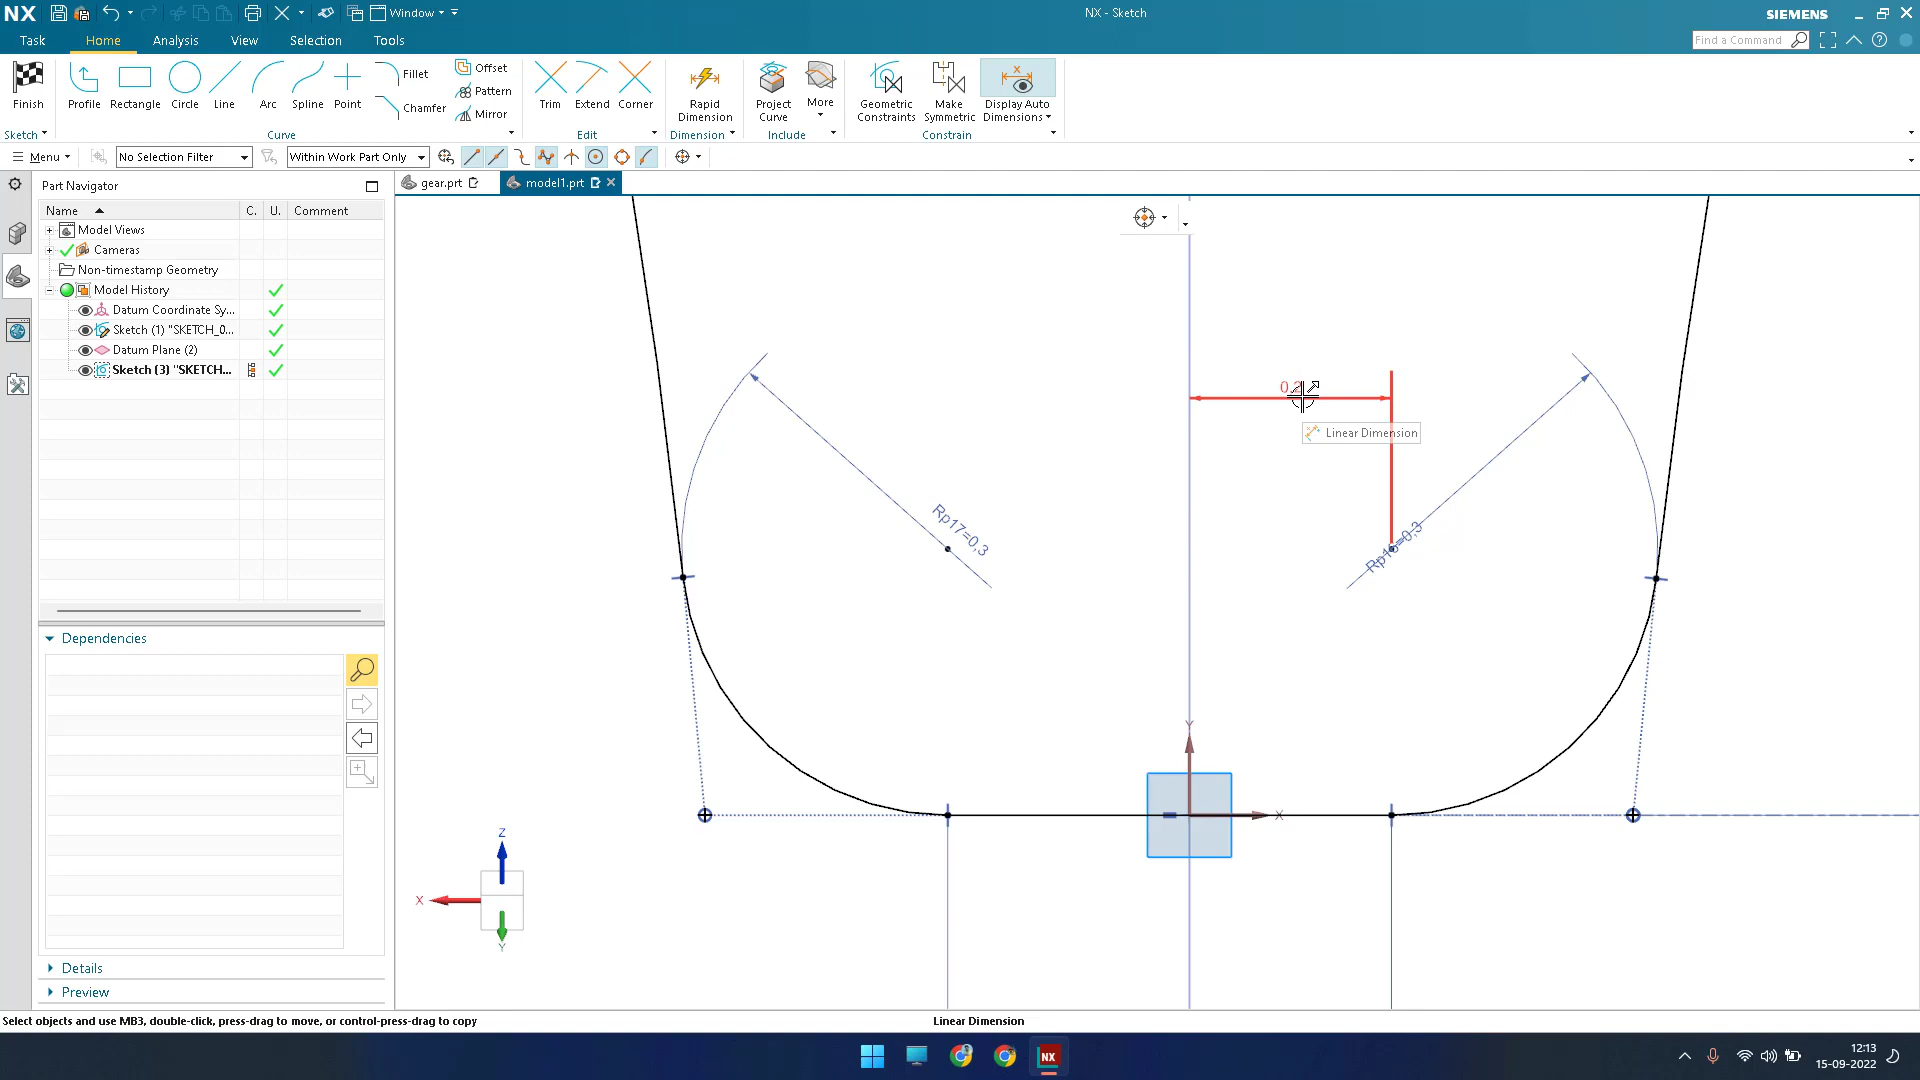 NX
Window
NX - Sketch
SIEMENS
Task
Home
Analysis
View
Selection
Tools
Find a Command
Finish
Profile
Rectangle
Circle
Line
Arc
Spline
Point
Fillet
Chamfer
Offset
Pattern
Mirror
Trim
Extend
Corner
Rapid
Dimension
Project
Curve
More
Geometric
Constraints
Make
Symmetric
Display Auto
Dimensions
Sketch
Curve
Edit
Dimension
Include
Constrain
Menu
No Selection Filter
Within Work Part Only
Part Navigator
gear.prt
model1.prt
Name
C.
U.
Comment
Model Views
Cameras
Non-timestamp Geometry
Model History
Datum Coordinate Sy...
Sketch (1) "SKETCH_0...
Datum Plane (2)
Sketch (3) "SKETCH...
Linear Dimension
Rp17=0,3
Dependencies
Y
X
Z
X
Y
Details
Preview
Select objects and use MB3, double-click, press-drag to move, or control-press-drag to copy
Linear Dimension
NX
12:13
15-09-2022